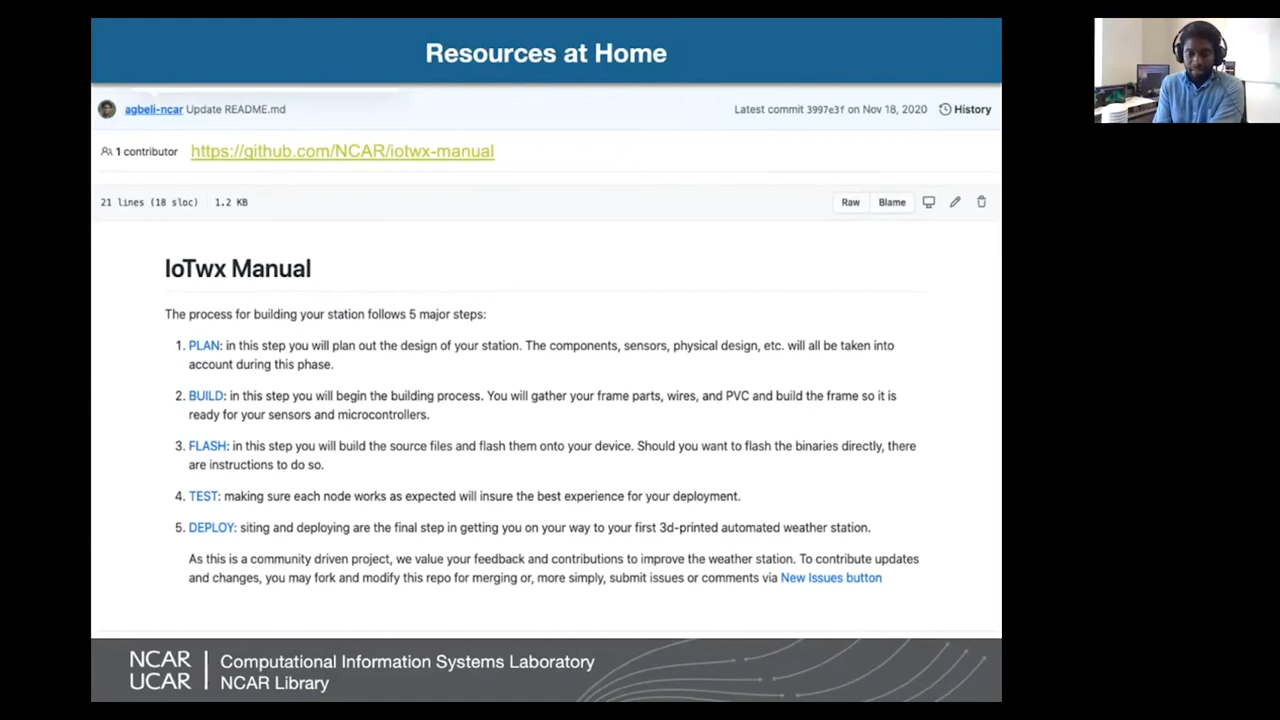 Resources at Home
agbeli-ncar Update README.md
Latest commit 3997e3f on Nov 18, 2020 History
1 contributor https://github.com/NCAR/iotwx-manual
21 lines (18 sloc) 1.2 KB
Raw Blame
IoTwx Manual
The process for building your station follows 5 major steps:
1. PLAN: in this step you will plan out the design of your station. The components, sensors, physical design, etc. will all be taken into
account during this phase.
2. BUILD: in this step you will begin the building process. You will gather your frame parts, wires, and PVC and build the frame so it is
ready for your sensors and microcontrollers.
3. FLASH: in this step you will build the source files and flash them onto your device. Should you want to flash the binaries directly, there
are instructions to do so.
4. TEST: making sure each node works as expected will insure the best experience for your deployment.
5. DEPLOY: siting and deploying are the final step in getting you on your way to your first 3d-printed automated weather station.
As this is a community driven project, we value your feedback and contributions to improve the weather station. To contribute updates
and changes, you may fork and modify this repo for merging or, more simply, submit issues or comments via New Issues button
NCAR
UCAR
Computational Information Systems Laboratory
NCAR Library